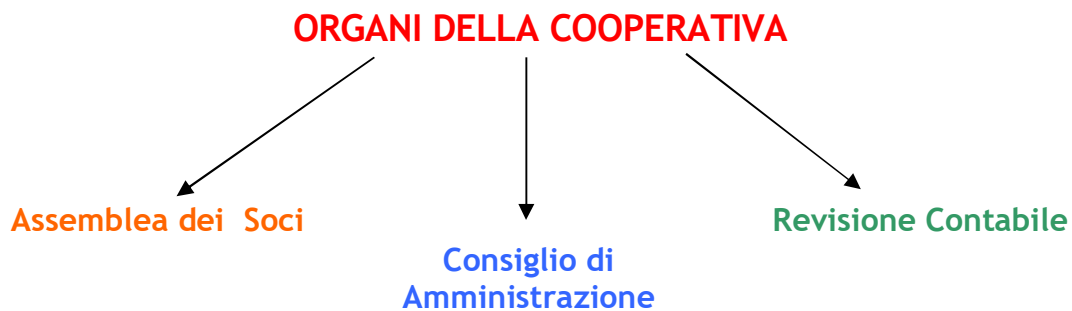 ORGANI DELLA COOPERATIVA
Assemblea dei Soci
Consiglio di
Amministrazione
Revisione Contabile